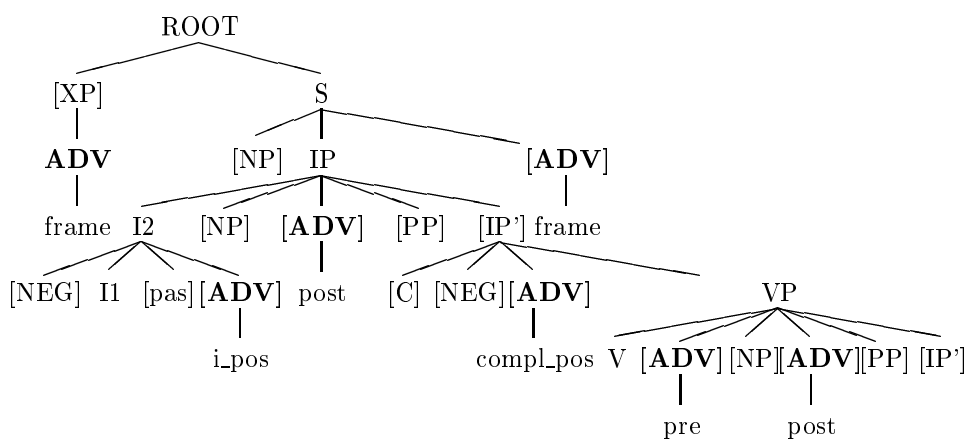 ROOT
[XP] S
ADV [NP] IP [ADV]
frame I2 [NP] [ADV] [PP] [IP'] frame
[NEG] I1 [pas] [ADV] post [C] [NEG] [ADV] VP
i_pos compl_pos V [ADV] [NP] [ADV] [PP] [IP']
pre post